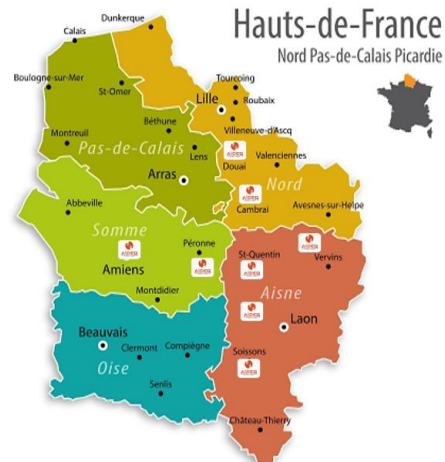 Hauts-de-France
Nord Pas-de-Calais Picardie
Dunkerque
Calais
Boulogne-sur-Mer
St-Omer
Tourcoing
Lille
Roubaix
Villeneuve-d'Ascq
Béthune
Montreuil
Pas-de-Calais
Lens
Arras
Douai
Valenciennes
Nord
Cambrai
Avesnes-sur-Helpe
Abbeville
Somme
Amiens
Péronne
Montdidier
St-Quentin
Vervins
Aisne
Laon
Beauvais
Clermont
Compiègne
Oise
Senlis
Soissons
Château-Thierry